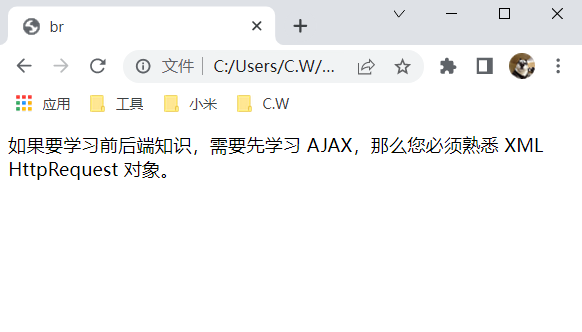 br
文件 C:/Users/C.W/...
应用 工具 小米 C.W
如果要学习前后端知识，需要先学习 AJAX，那么您必须熟悉 XML
HttpRequest 对象。